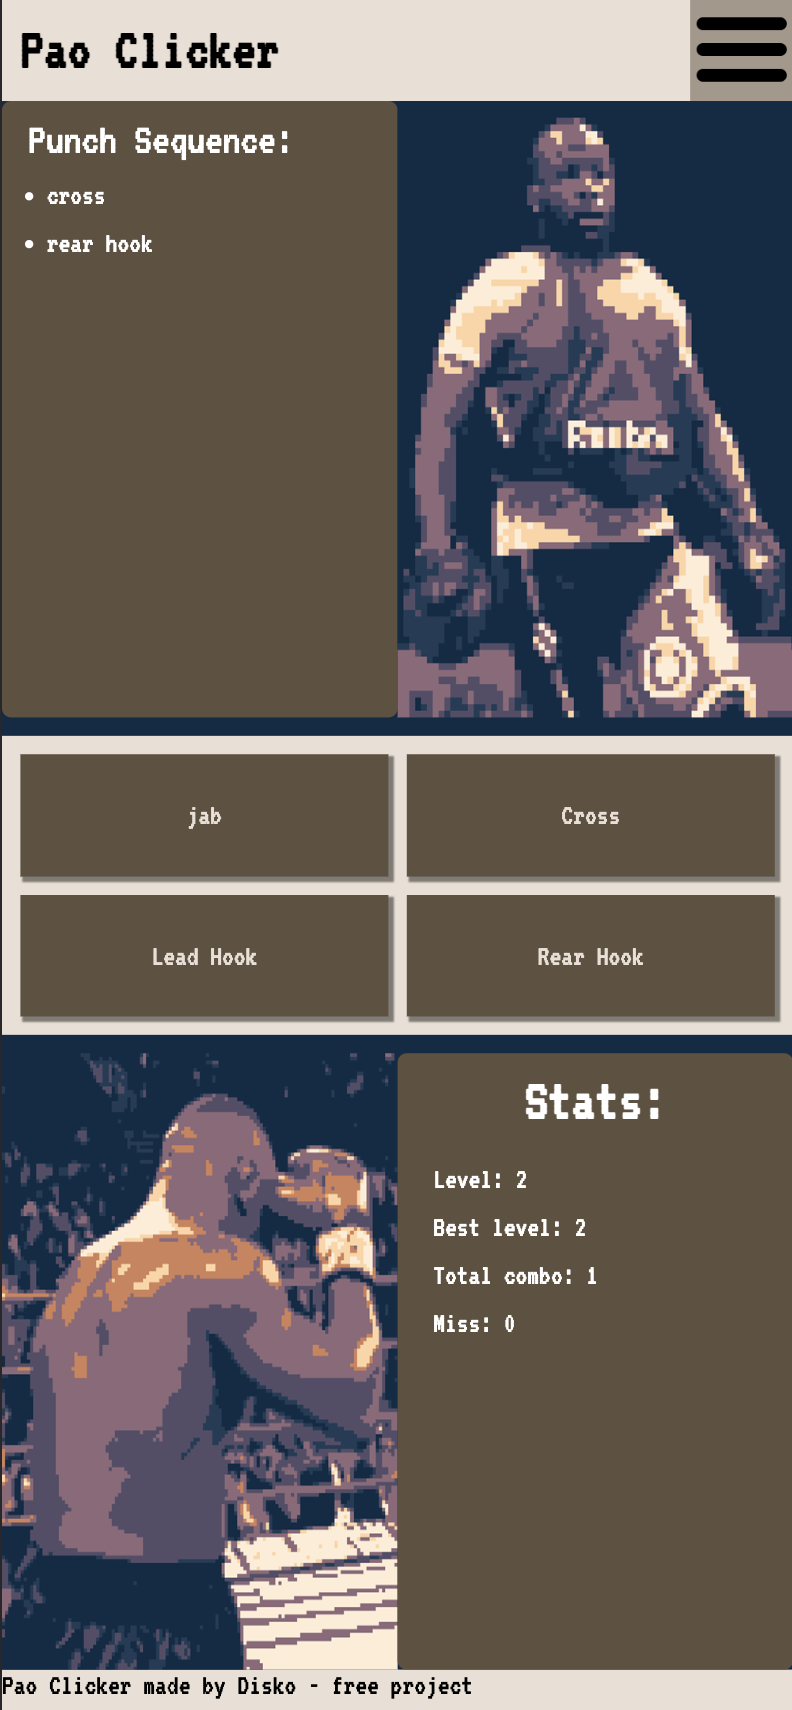 Pao Clicker
Punch Sequence:
cross
rear hook
jab
Cross
Lead Hook
Rear Hook
Stats:
Level: 2
Best level: 2
Total combo: 1
Miss: 0
Pao Clicker made by Disko - free project